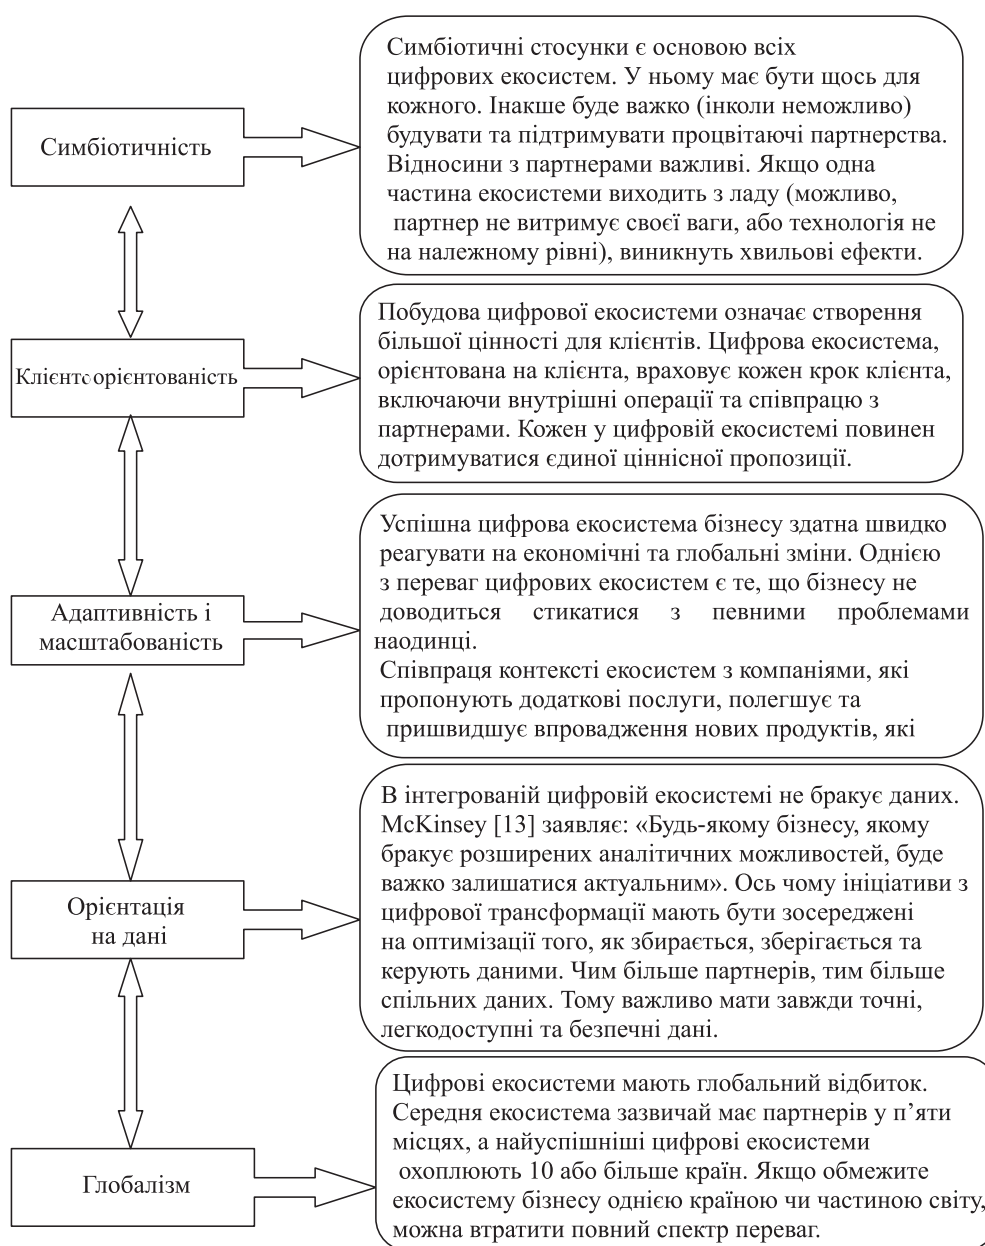 Симбіотичність
Симбіотичні стосунки є основою всіх
цифрових екосистем. У ньому має бути щось для
кожного. Інакше буде важко (інколи неможливо)
будувати та підтримувати процвітаючі партнерства.
Відносини з партнерами важливі. Якщо одна
частина екосистеми виходить з ладу (можливо,
партнер не витримує своєї ваги, або технологія не
на належному рівні), виникнуть хвильові ефекти.
Клієнтоорієнтованість
Побудова цифрової екосистеми означає створення
більшої цінності для клієнтів. Цифрова екосистема,
орієнтована на клієнта, враховує кожен крок клієнта,
включаючи внутрішні операції та співпрацю з
партнерами. Кожен у цифровій екосистемі повинен
дотримуватися єдиної ціннісної пропозиції.
Адаптивність і
масштабованість
Успішна цифрова екосистема бізнесу здатна швидко
реагувати на економічні та глобальні зміни. Однією
з переваг цифрових екосистем є те, що бізнесу не
доводиться стикатися з певними проблемами
наодинці.
Співпраця контексті екосистем з компаніями, які
пропонують додаткові послуги, полегшує та
пришвидшує впровадження нових продуктів, які
Орієнтація
на дані
В інтегрованій цифровій екосистемі не бракує даних.
McKinsey [13] заявляє: «Будь-якому бізнесу, якому
бракує розширених аналітичних можливостей, буде
важко залишатися актуальним». Ось чому ініціативи з
цифрової трансформації мають бути зосереджені
на оптимізації того, як збирається, зберігається та
керують даними. Чим більше партнерів, тим більше
спільних даних. Тому важливо мати завжди точні,
легкодоступні та безпечні дані.
Глобалізм
Цифрові екосистеми мають глобальний відбиток.
Середня екосистема зазвичай має партнерів у п’яти
місцях, а найуспішніші цифрові екосистеми
охоплюють 10 або більше країн. Якщо обмежите
екосистему бізнесу однією країною чи частиною світу,
можна втратити повний спектр переваг.